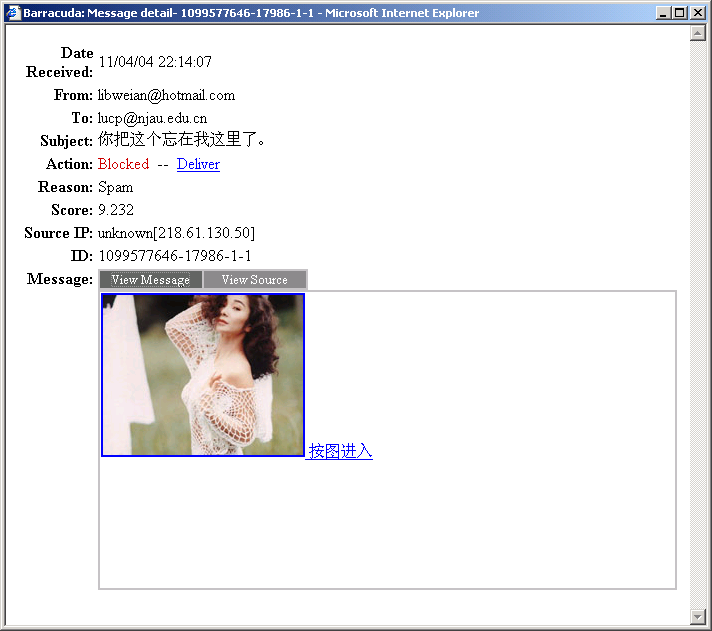 Barracuda: Message detail- 1099577646-17986-1-1 - Microsoft Internet Explorer
Date Received: 11/04/04 22:14:07
From: libweian@hotmail.com
To: lucp@njau.edu.cn
Subject: 你把这个忘在我这里了。
Action: Blocked -- Deliver
Reason: Spam
Score: 9.232
Source IP: unknown[218.61.130.50]
ID: 1099577646-17986-1-1
Message: View Message View Source
按图进入